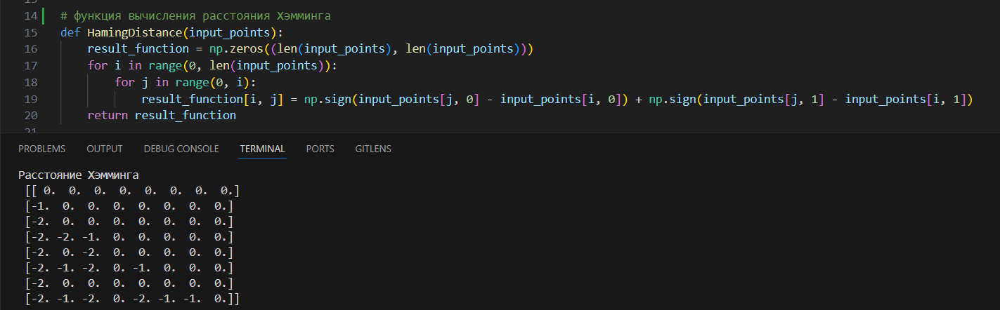 14 # функция вычисления расстояния Хэмминга
15 def HamingDistance(input_points):
16 result_function = np.zeros((len(input_points), len(input_points)))
17 for i in range(0, len(input_points)):
18 for j in range(0, i):
19 result_function[i, j] = np.sign(input_points[j, 0] - input_points[i, 0]) + np.sign(input_points[j, 1] - input_points[i, 1])
20 return result_function
21
PROBLEMS OUTPUT DEBUG CONSOLE TERMINAL PORTS GITLENS
Расстояние Хэмминга
[[ 0. 0. 0. 0. 0. 0. 0. 0.]
[-1. 0. 0. 0. 0. 0. 0. 0.]
[-2. 0. 0. 0. 0. 0. 0. 0.]
[-2. -2. -1. 0. 0. 0. 0. 0.]
[-2. 0. -2. 0. 0. 0. 0. 0.]
[-2. -1. -2. 0. -1. 0. 0. 0.]
[-2. 0. 0. 0. 0. 0. 0. 0.]
[-2. -1. -2. 0. -2. -1. -1. 0.]]